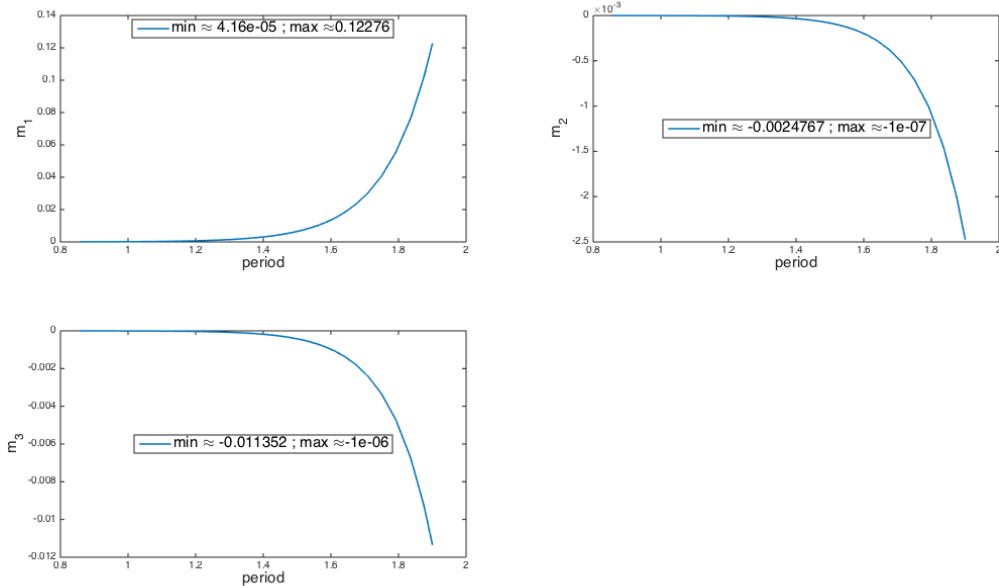 0.14
0.12
0.1
0.08
0.06
0.04
0.02
0
m1
min ≈ 4.16e-05 ; max ≈0.12276
0.8 1 1.2 1.4 1.6 1.8 2
period
×10-3
0
-0.5
-1
-1.5
-2
-2.5
m2
min ≈ -0.0024767 ; max ≈-1e-07
0.8 1 1.2 1.4 1.6 1.8 2
period
0
-0.002
-0.004
-0.006
-0.008
-0.01
-0.012
m3
min ≈ -0.011352 ; max ≈-1e-06
0.8 1 1.2 1.4 1.6 1.8 2
period